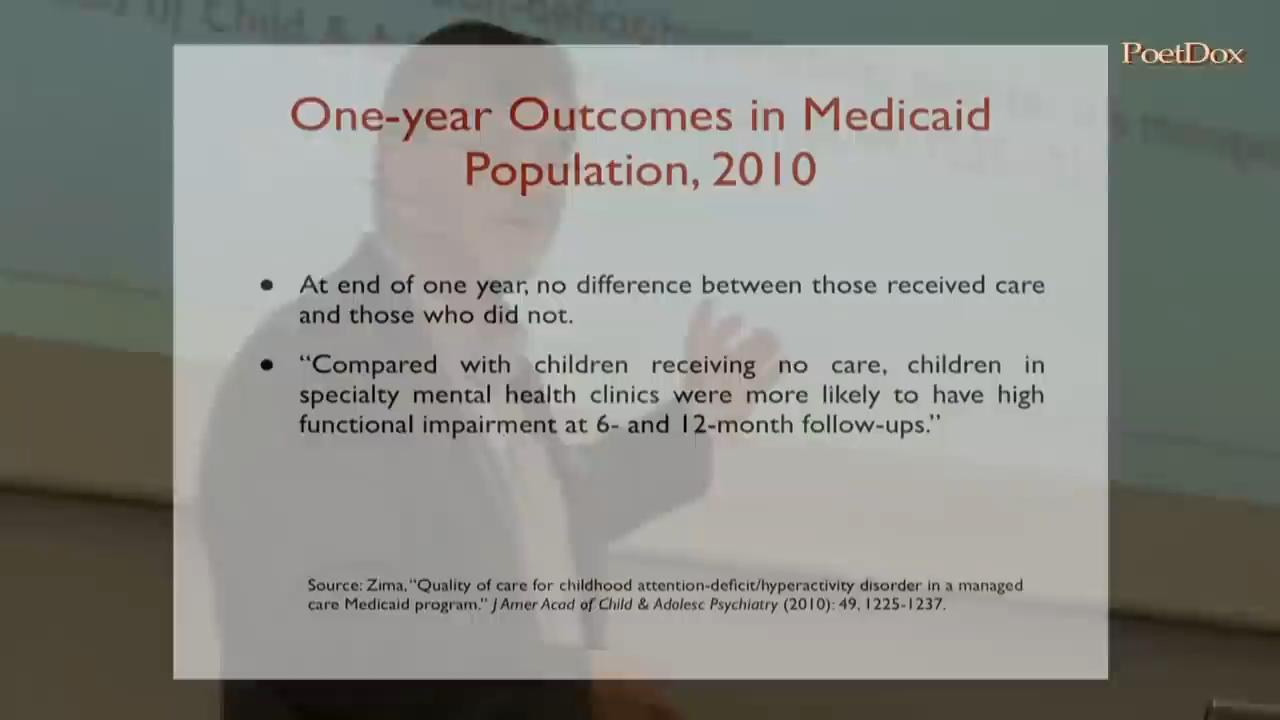 PoetDox
One-year Outcomes in Medicaid
Population, 2010
• At end of one year, no difference between those received care
and those who did not.
• “Compared with children receiving no care, children in
specialty mental health clinics were more likely to have high
functional impairment at 6- and 12-month follow-ups.”
Source: Zima, “Quality of care for childhood attention-deficit/hyperactivity disorder in a managed
care Medicaid program.” J Amer Acad of Child & Adolesc Psychiatry (2010): 49, 1225-1237.